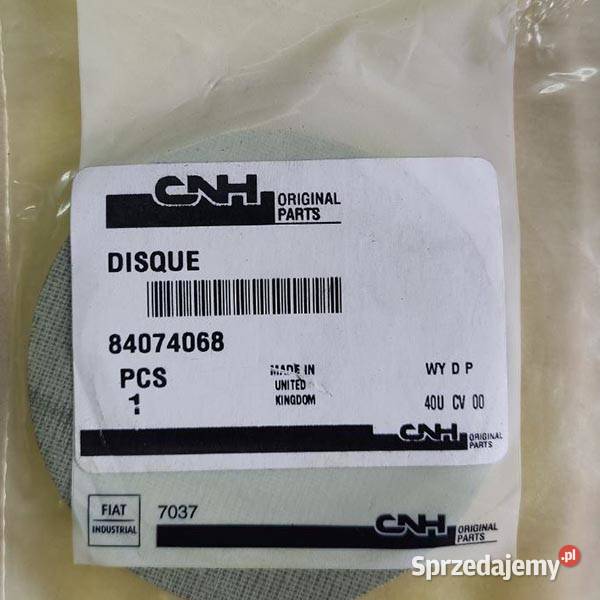 CNH ORIGINAL
PARTS
DISQUE
84074068
PCS
1
MADE IN
UNITED
KINGDOM
WY D P
40U CV 00
CNH ORIGINAL
PARTS
FIAT
INDUSTRIAL
7037
CNH ORIGINAL
PARTS
Sprzedajemy.pl